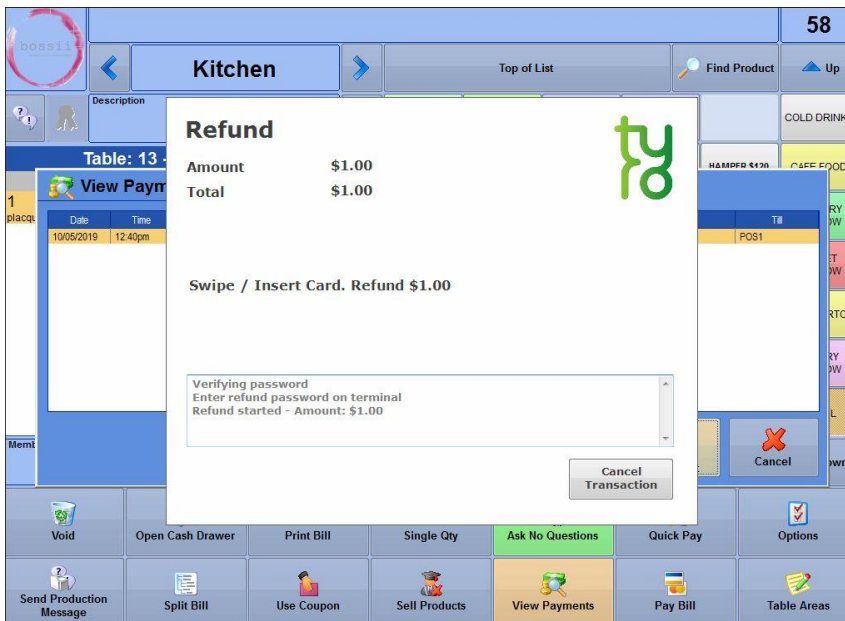 58
bossii
Kitchen
Top of List
Find Product
Up
Description
COLD DRINK
Refund
tyro
Amount $1.00
Total $1.00
Table: 13 -
HAMPER $120
CAFE FOOD
View Paym
1
placqu
Date Time Till
10/05/2019 12:40pm POS1
Swipe / Insert Card. Refund $1.00
Verifying password
Enter refund password on terminal
Refund started - Amount: $1.00
Cancel
Cancel
Transaction
Void
Open Cash Drawer
Print Bill
Single Qty
Ask No Questions
Quick Pay
Options
Send Production
Message
Split Bill
Use Coupon
Sell Products
View Payments
Pay Bill
Table Areas